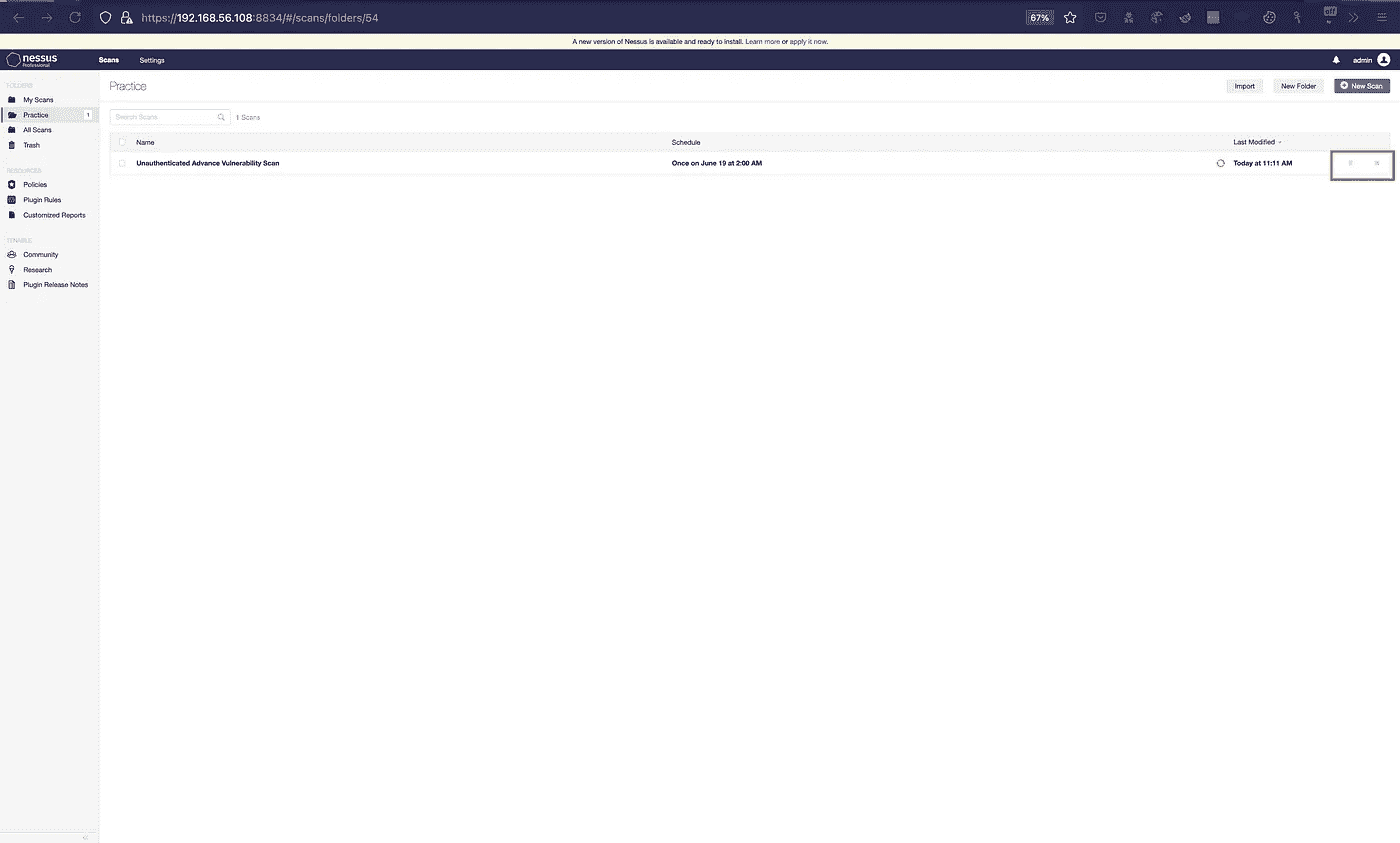 https://192.168.56.108:8834/#/scans/folders/54
67%
off
A new version of Nessus is available and ready to install. Learn more or apply it now.
nessus
Professional
Scans
Settings
admin
FOLDERS
My Scans
Practice 1
All Scans
Trash
RESOURCES
Policies
Plugin Rules
Customized Reports
TENABLE
Community
Research
Plugin Release Notes
Practice
Import
New Folder
New Scan
Search Scans
1 Scans
Name Schedule Last Modified
Unauthenticated Advance Vulnerability Scan Once on June 19 at 2:00 AM Today at 11:11 AM